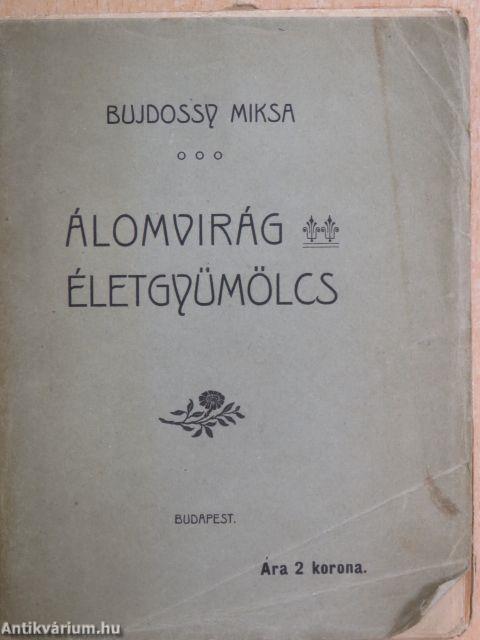 BUJDOSSY MIKSA
ÁLOMVIRÁG
ÉLETGYÜMÖLCS
BUDAPEST.
Ára 2 korona.
Antikvárium.hu